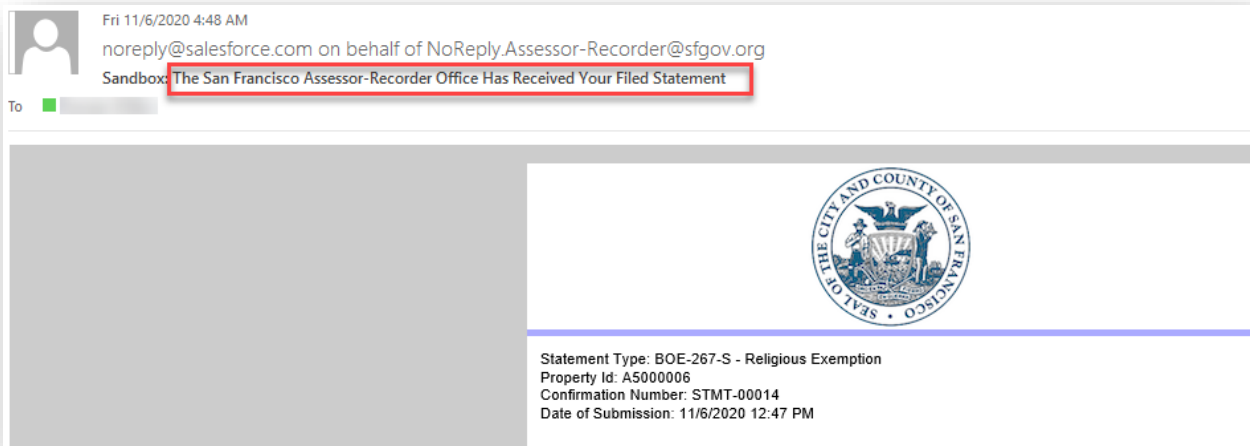 Fri 11/6/2020 4:48 AM
noreply@salesforce.com on behalf of NoReply.Assessor-Recorder@sfgov.org
Sandbox: The San Francisco Assessor-Recorder Office Has Received Your Filed Statement
To
SEAL OF THE CITY AND COUNTY OF SAN FRANCISCO
Statement Type: BOE-267-S - Religious Exemption
Property Id: A5000006
Confirmation Number: STMT-00014
Date of Submission: 11/6/2020 12:47 PM